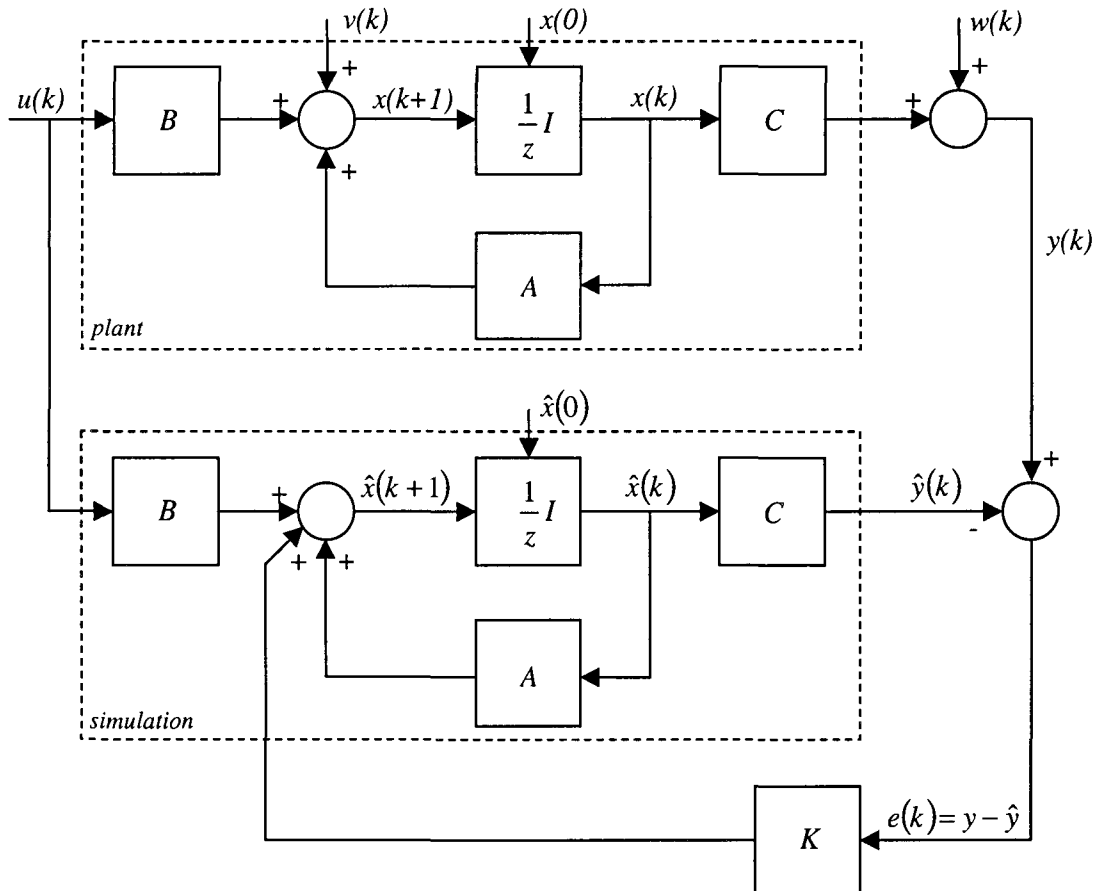 v(k)
x(0)
w(k)
u(k)
B
+
+
+
x(k+1)
1/z I
x(k)
C
+
+
A
plant
y(k)
x̂(0)
B
+
+
+
x̂(k + 1)
1/z I
x̂(k)
C
ŷ(k)
+
-
A
simulation
K
e(k)= y − ŷ